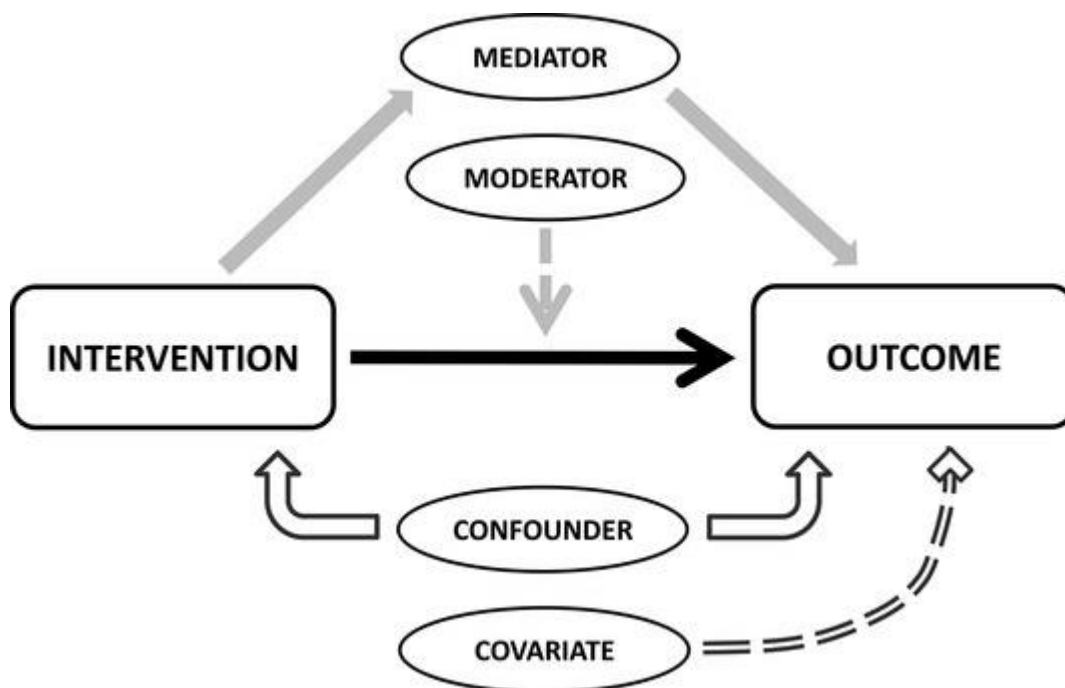 MEDIATOR
MODERATOR
INTERVENTION
OUTCOME
CONFOUNDER
COVARIATE